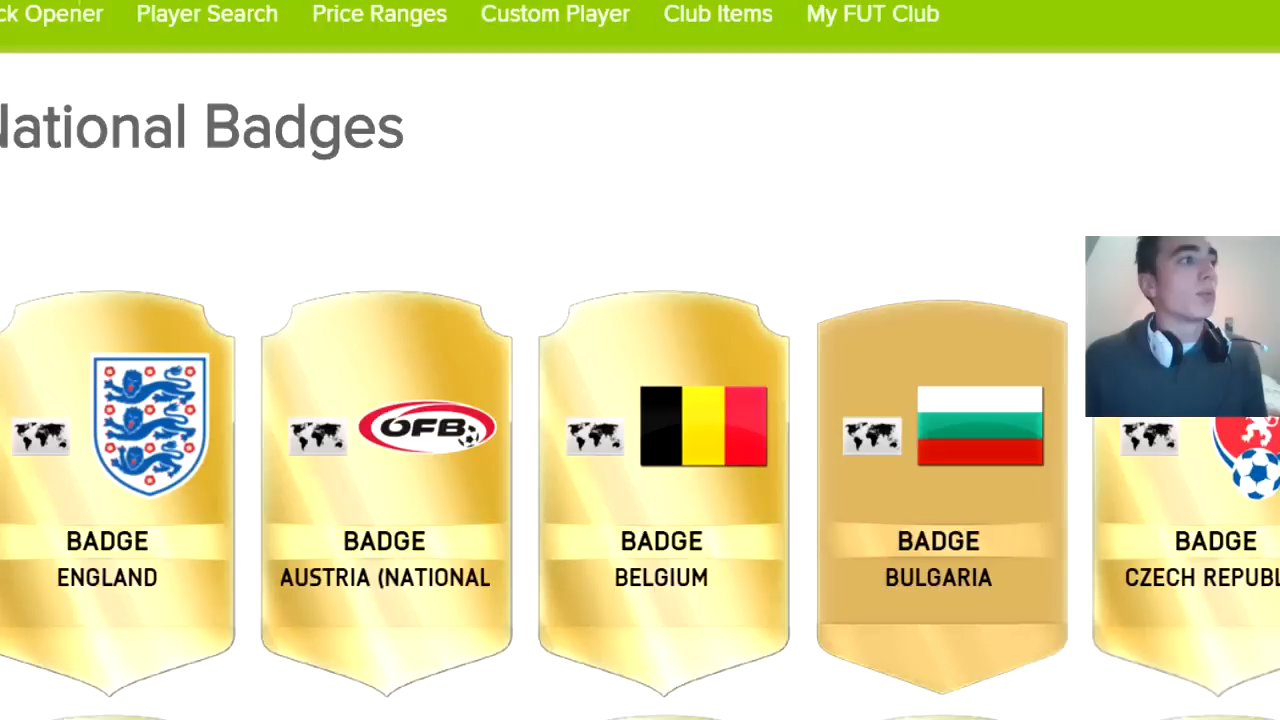 ck Opener Player Search Price Ranges Custom Player Club Items My FUT Club
National Badges
ÖFB
BADGE BADGE BADGE BADGE BADGE
ENGLAND AUSTRIA (NATIONAL BELGIUM BULGARIA CZECH REPUBL